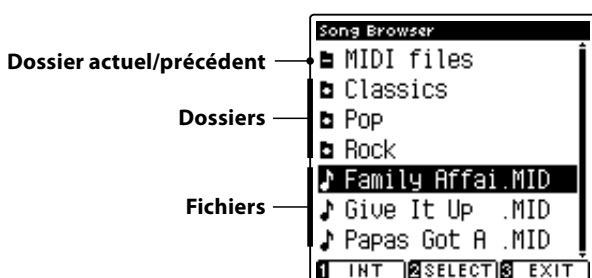 Song Browser
Dossier actuel/précédent
MIDI files
Dossiers
Classics
Pop
Rock
Fichiers
Family Affai.MID
Give It Up .MID
Papas Got A .MID
1 INT 2 SELECT 3 EXIT